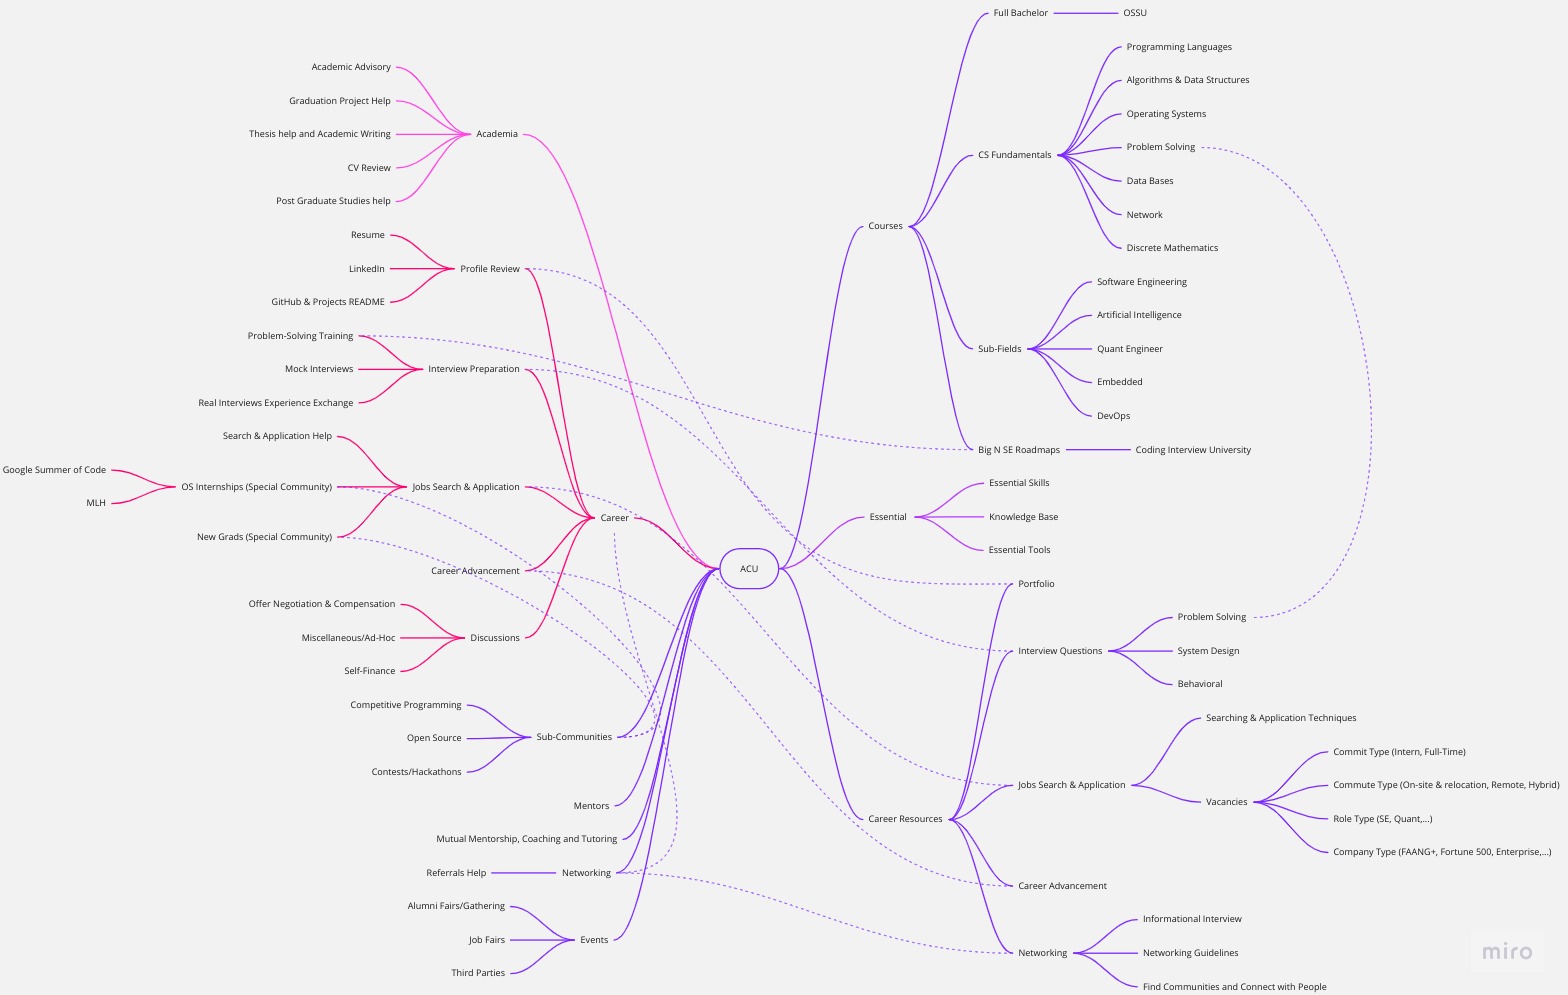 ACU
Academia
Academic Advisory
Graduation Project Help
Thesis help and Academic Writing
CV Review
Post Graduate Studies help
Career
Profile Review
Resume
LinkedIn
GitHub & Projects README
Interview Preparation
Problem-Solving Training
Mock Interviews
Real Interviews Experience Exchange
Jobs Search & Application
Search & Application Help
OS Internships (Special Community)
Google Summer of Code
MLH
New Grads (Special Community)
Career Advancement
Discussions
Offer Negotiation & Compensation
Miscellaneous/Ad-Hoc
Self-Finance
Sub-Communities
Competitive Programming
Open Source
Contests/Hackathons
Mentors
Mutual Mentorship, Coaching and Tutoring
Networking
Referrals Help
Events
Alumni Fairs/Gathering
Job Fairs
Third Parties
Courses
Full Bachelor
OSSU
CS Fundamentals
Programming Languages
Algorithms & Data Structures
Operating Systems
Problem Solving
Data Bases
Network
Discrete Mathematics
Sub-Fields
Software Engineering
Artificial Intelligence
Quant Engineer
Embedded
DevOps
Big N SE Roadmaps
Coding Interview University
Essential
Essential Skills
Knowledge Base
Essential Tools
Career Resources
Portfolio
Interview Questions
Problem Solving
System Design
Behavioral
Jobs Search & Application
Searching & Application Techniques
Vacancies
Commit Type (Intern, Full-Time)
Commute Type (On-site & relocation, Remote, Hybrid)
Role Type (SE, Quant,...)
Company Type (FAANG+, Fortune 500, Enterprise,...)
Career Advancement
Networking
Informational Interview
Networking Guidelines
Find Communities and Connect with People
miro